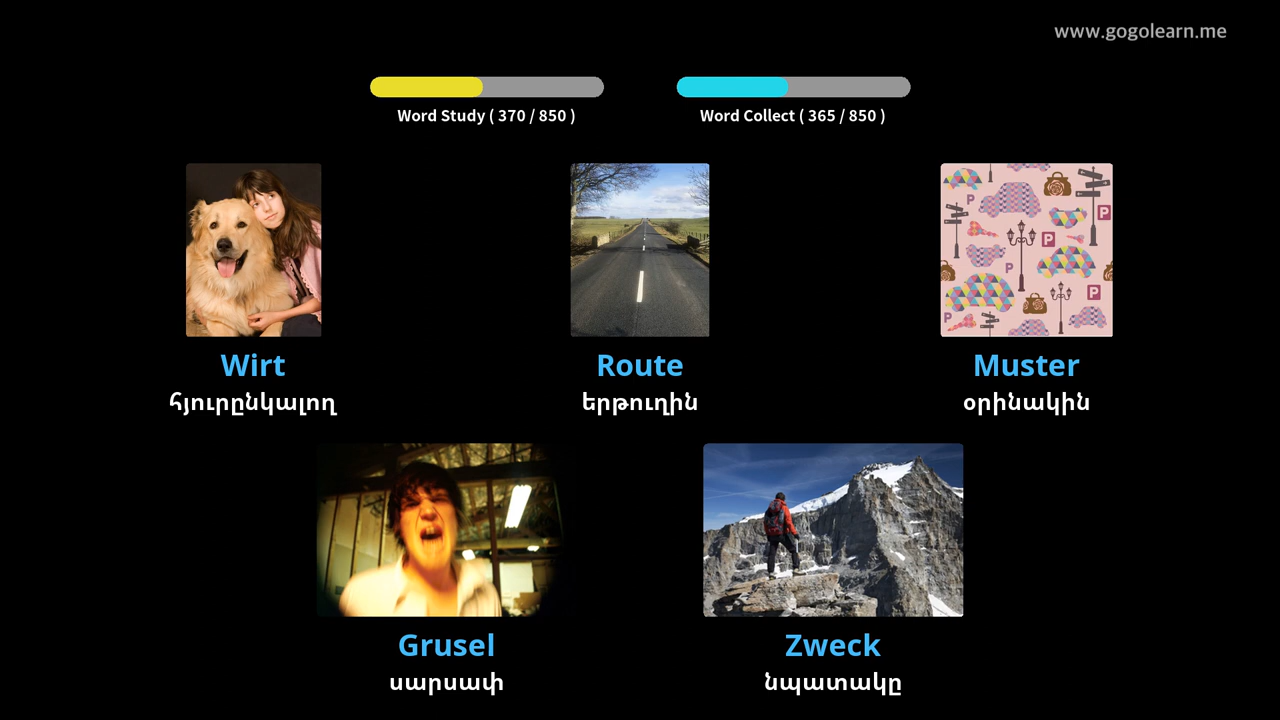 www.gogolearn.me
Word Study ( 370 / 850 )
Word Collect ( 365 / 850 )
Wirt
հյուրընկալող
Route
երթուղին
Muster
օրինակին
Grusel
սարսափ
Zweck
նպատակը